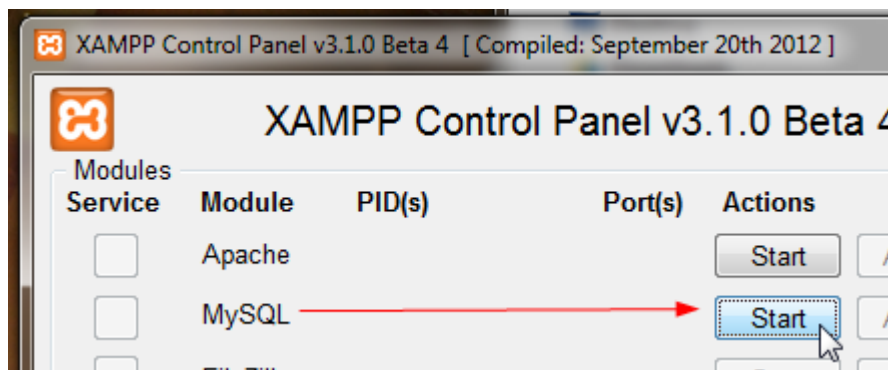 XAMPP Control Panel v3.1.0 Beta 4 [ Compiled: September 20th 2012 ]
XAMPP Control Panel v3.1.0 Beta 4
Modules
Service Module PID(s) Port(s) Actions
Apache Start
MySQL Start